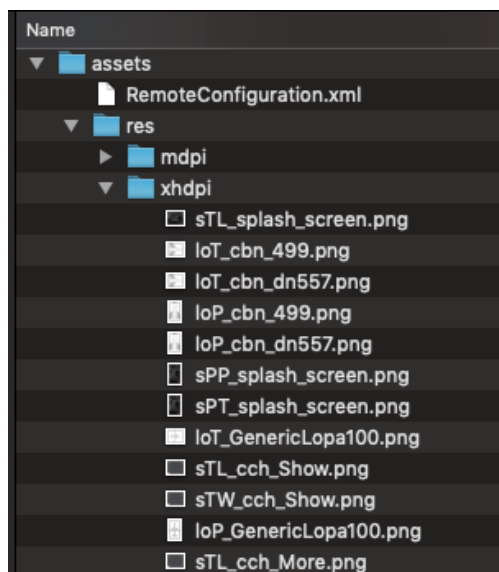 Name
assets
RemoteConfiguration.xml
res
mdpi
xhdpi
sTL_splash_screen.png
loT_cbn_499.png
loT_cbn_dn557.png
loP_cbn_499.png
loP_cbn_dn557.png
sPP_splash_screen.png
sPT_splash_screen.png
loT_GenericLopa100.png
sTL_cch_Show.png
sTW_cch_Show.png
loP_GenericLopa100.png
sTL_cch_More.png